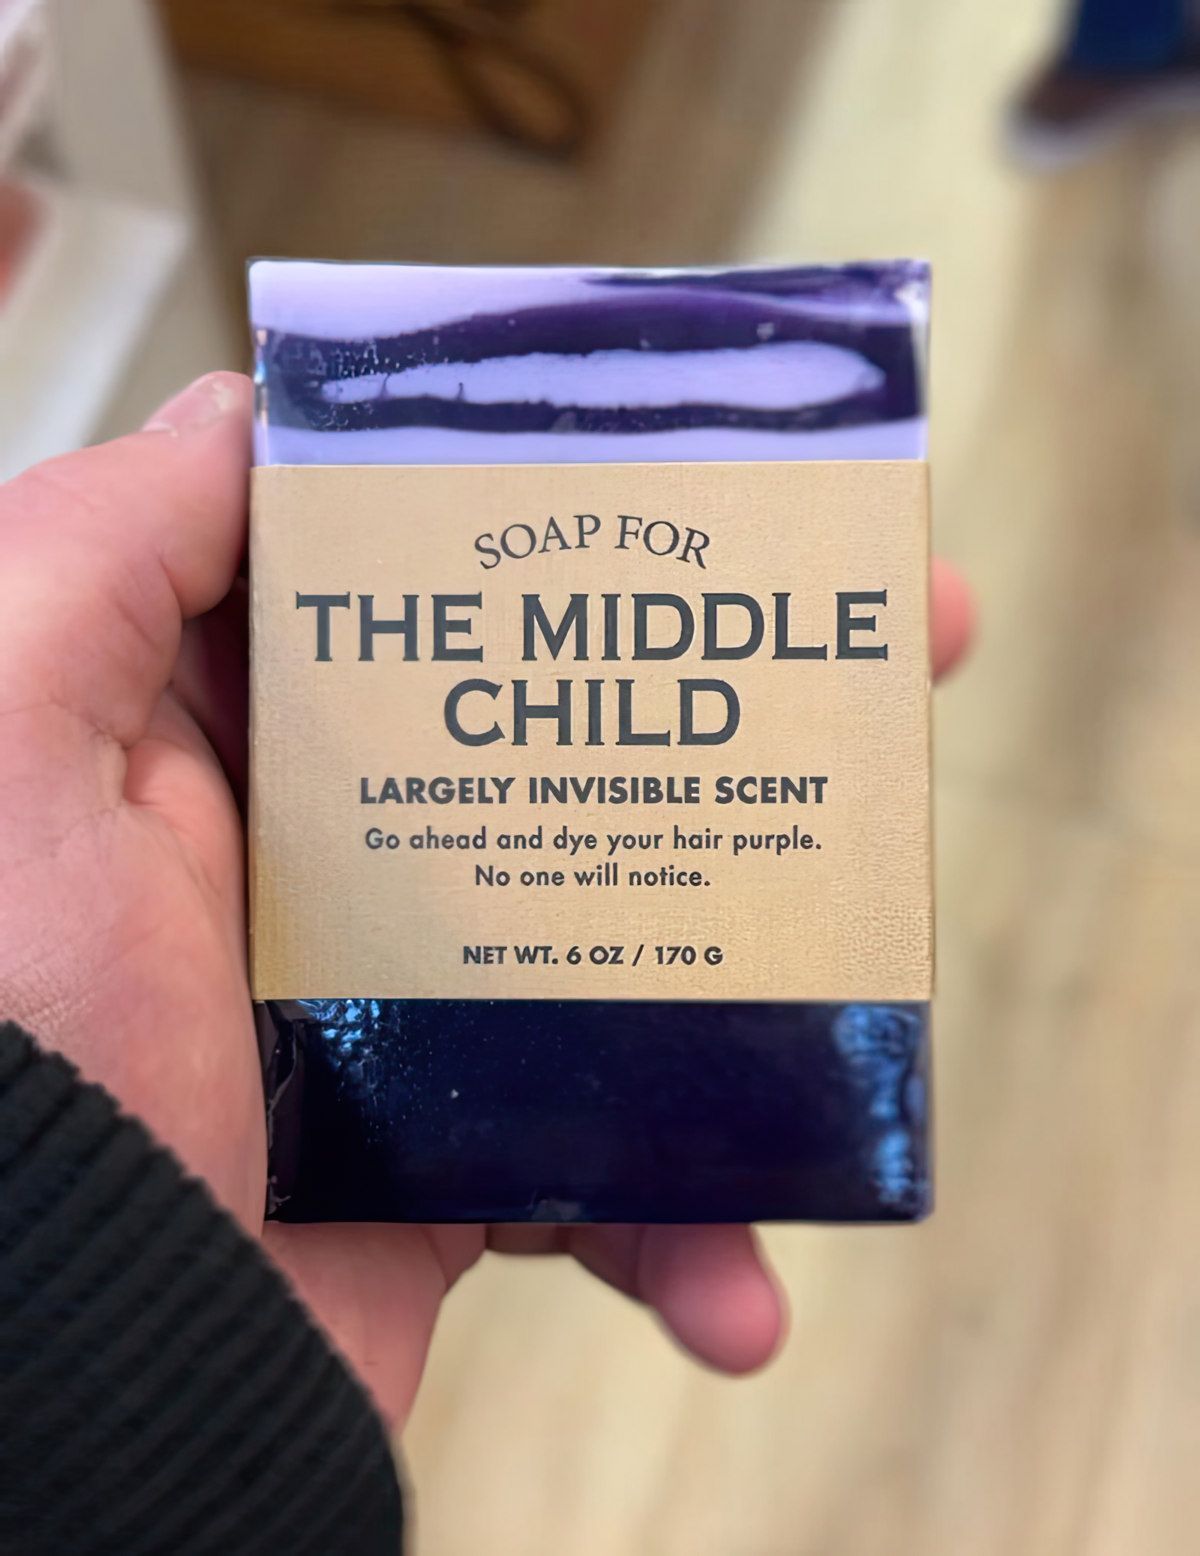 SOAP FOR
THE MIDDLE
CHILD
LARGELY INVISIBLE SCENT
Go ahead and dye your hair purple.
No one will notice.
NET WT. 6 OZ / 170 G